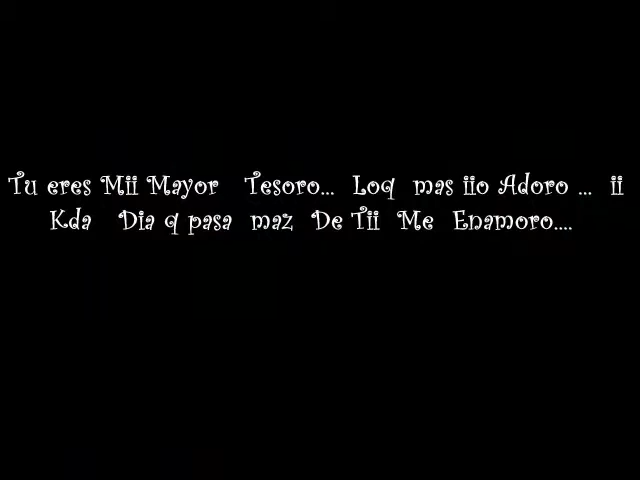 Tu eres Mii Mayor Tesoro... Loq mas iio Adoro ... ii
Kda Dia q pasa maz De Tii Me Enamoro....